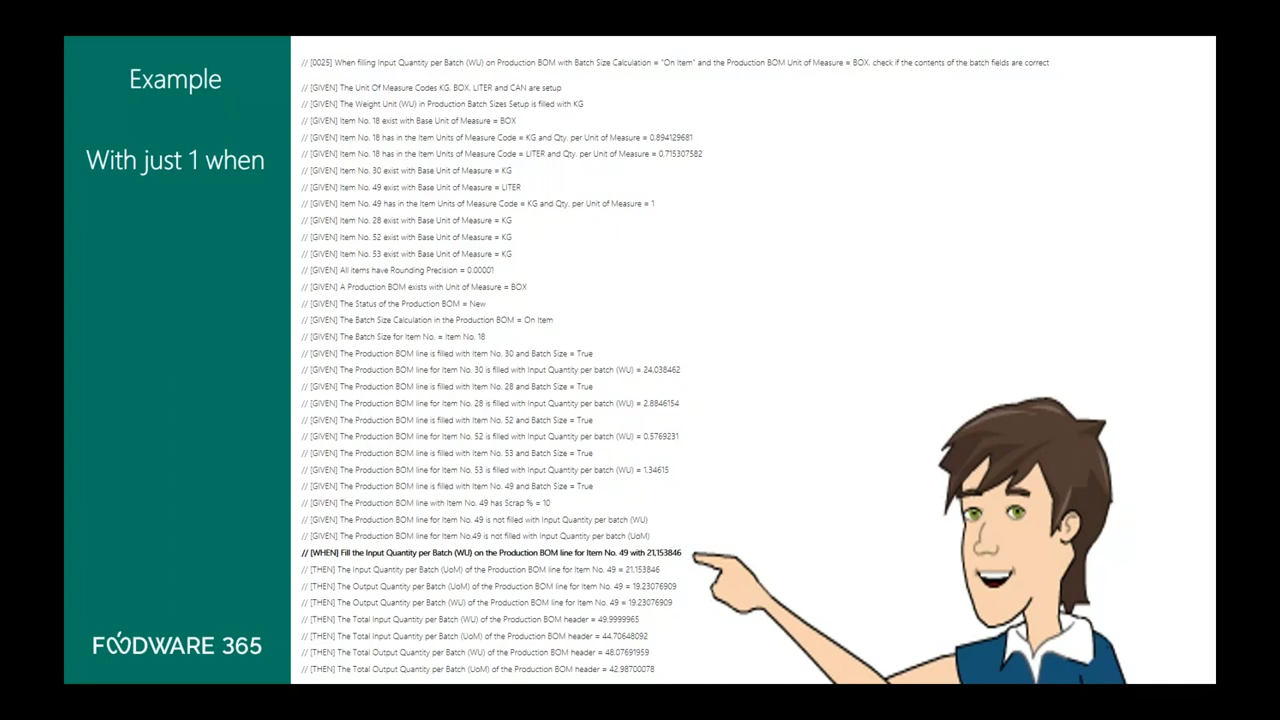 Example
With just 1 when
FOODWARE 365
// [0025] When filling Input Quantity per Batch (WU) on Production BOM with Batch Size Calculation = "On Item" and the Production BOM Unit of Measure = BOX, check if the contents of the batch fields are correct
// [GIVEN] The Unit Of Measure Codes KG, BOX, LITER and CAN are setup
// [GIVEN] The Weight Unit (WU) in Production Batch Sizes Setup is filled with KG
// [GIVEN] Item No. 18 exist with Base Unit of Measure = BOX
// [GIVEN] Item No. 18 has in the Item Units of Measure Code = KG and Qty. per Unit of Measure = 0.894129681
// [GIVEN] Item No. 18 has in the Item Units of Measure Code = LITER and Qty. per Unit of Measure = 0,715307582
// [GIVEN] Item No. 30 exist with Base Unit of Measure = KG
// [GIVEN] Item No. 49 exist with Base Unit of Measure = LITER
// [GIVEN] Item No. 49 has in the Item Units of Measure Code = KG and Qty. per Unit of Measure = 1
// [GIVEN] Item No. 28 exist with Base Unit of Measure = KG
// [GIVEN] Item No. 52 exist with Base Unit of Measure = KG
// [GIVEN] Item No. 53 exist with Base Unit of Measure = KG
// [GIVEN] All items have Rounding Precision = 0.00001
// [GIVEN] A Production BOM exists with Unit of Measure = BOX
// [GIVEN] The Status of the Production BOM = New
// [GIVEN] The Batch Size Calculation in the Production BOM = On Item
// [GIVEN] The Batch Size for Item No. = Item No. 18
// [GIVEN] The Production BOM line is filled with Item No. 30 and Batch Size = True
// [GIVEN] The Production BOM line for Item No. 30 is filled with Input Quantity per batch (WU) = 24,038462
// [GIVEN] The Production BOM line is filled with Item No. 28 and Batch Size = True
// [GIVEN] The Production BOM line for Item No. 28 is filled with Input Quantity per batch (WU) = 2.8846154
// [GIVEN] The Production BOM line is filled with Item No. 52 and Batch Size = True
// [GIVEN] The Production BOM line for Item No. 52 is filled with Input Quantity per batch (WU) = 0,5769231
// [GIVEN] The Production BOM line is filled with Item No. 53 and Batch Size = True
// [GIVEN] The Production BOM line for Item No. 53 is filled with Input Quantity per batch (WU) = 1,34615
// [GIVEN] The Production BOM line is filled with Item No. 49 and Batch Size = True
// [GIVEN] The Production BOM line with Item No. 49 has Scrap % = 10
// [GIVEN] The Production BOM line for Item No. 49 is not filled with Input Quantity per batch (WU)
// [GIVEN] The Production BOM line for Item No.49 is not filled with Input Quantity per batch (UoM)
// [WHEN] Fill the Input Quantity per Batch (WU) on the Production BOM line for Item No. 49 with 21,153846
// [THEN] The Input Quantity per Batch (UoM) of the Production BOM line for Item No. 49 = 21,153846
// [THEN] The Output Quantity per Batch (UoM) of the Production BOM line for Item No. 49 = 19.23076909
// [THEN] The Output Quantity per Batch (WU) of the Production BOM line for Item No. 49 = 19.23076909
// [THEN] The Total Input Quantity per Batch (WU) of the Production BOM header = 49.9999965
// [THEN] The Total Input Quantity per Batch (UoM) of the Production BOM header = 44.70648092
// [THEN] The Total Output Quantity per Batch (WU) of the Production BOM header = 48.07691959
// [THEN] The Total Output Quantity per Batch (UoM) of the Production BOM header = 42.98700078